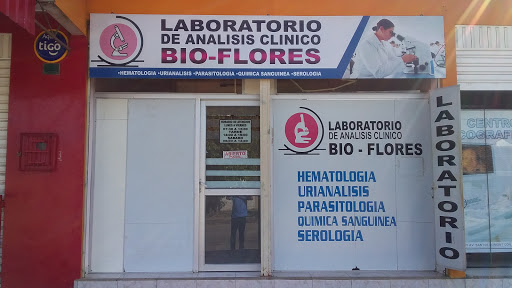 tigo
LABORATORIO
DE ANALISIS CLINICO
BIO-FLORES
•HEMATOLOGIA •URIANALISIS •PARASITOLOGIA •QUIMICA SANGUINEA •SEROLOGIA
LABORATORIO
DE ANALISIS CLINICO
BIO - FLORES
HEMATOLOGIA
URIANALISIS
PARASITOLOGIA
QUIMICA SANGUINEA
SEROLOGIA
LABORATORIO
CENTRO
ABIERTO